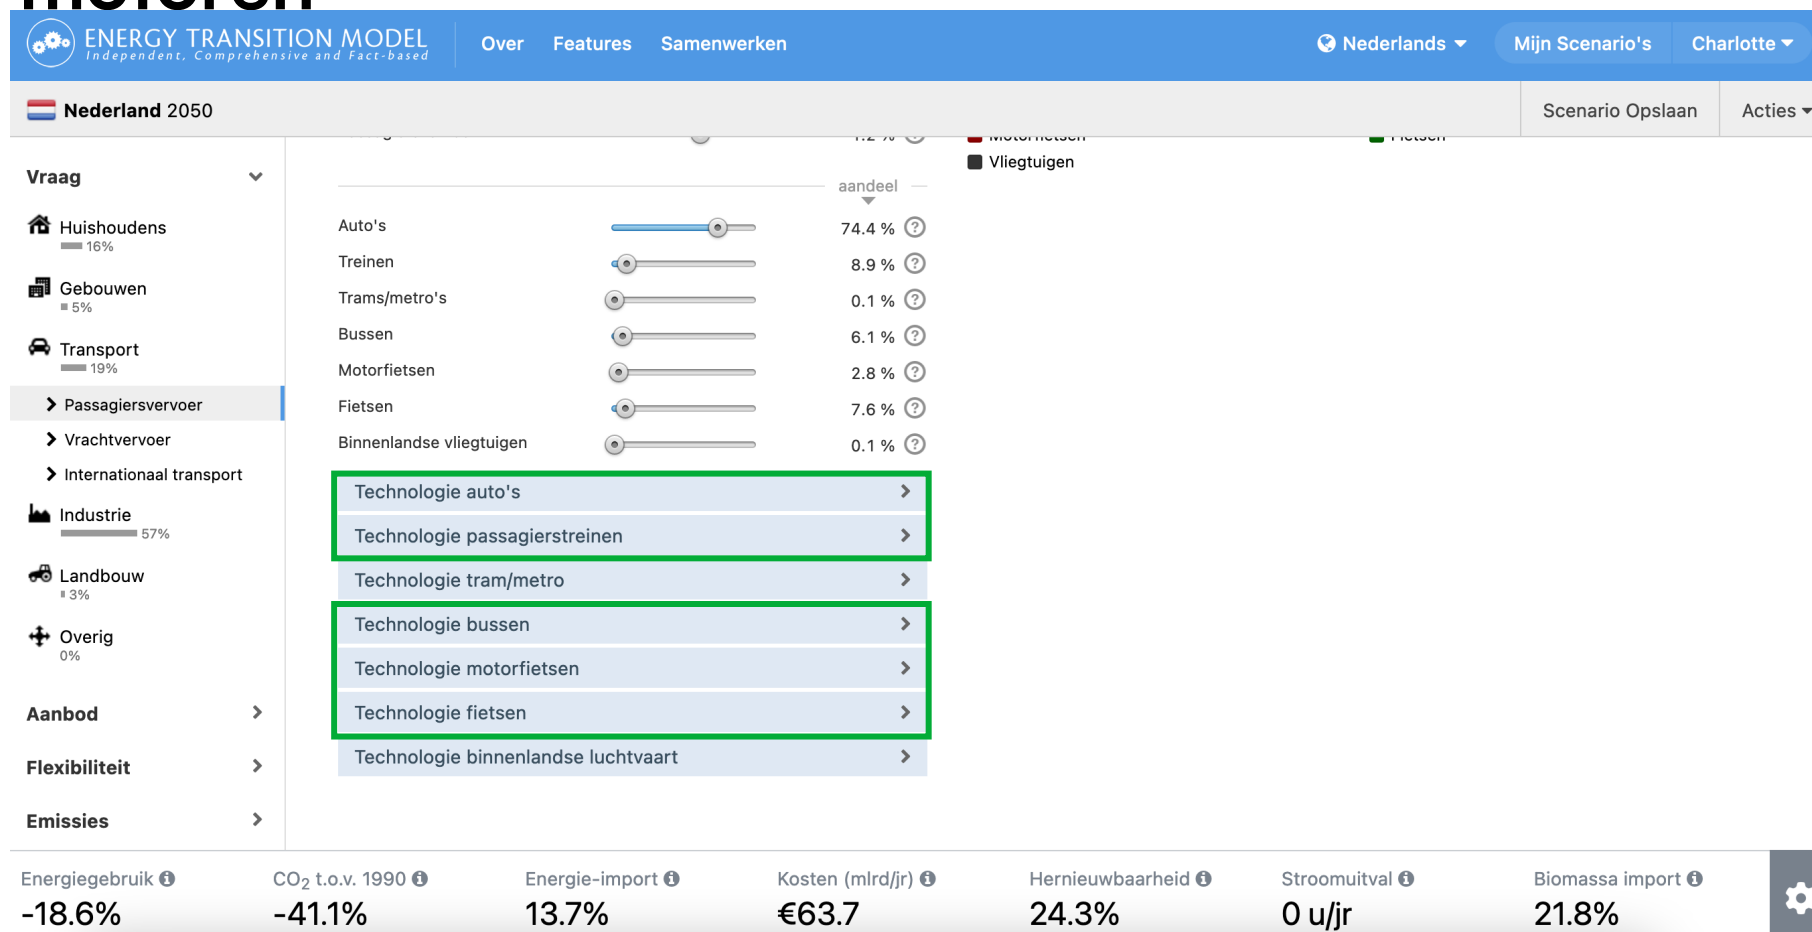 motoren
ENERGY TRANSITION MODEL
Independent, Comprehensive and Fact-based
Over Features Samenwerken
Nederlands Mijn Scenario's Charlotte
Nederland 2050
Scenario Opslaan Acties
Vraag
Huishoudens
16%
Gebouwen
5%
Transport
19%
Passagiersvervoer
Vrachtvervoer
Internationaal transport
Industrie
57%
Landbouw
3%
Overig
0%
Aanbod
Flexibiliteit
Emissies
1.2 % ?
Motorfietsen Fietsen
Vliegtuigen
aandeel
Auto's 74.4 % ?
Treinen 8.9 % ?
Trams/metro's 0.1 % ?
Bussen 6.1 % ?
Motorfietsen 2.8 % ?
Fietsen 7.6 % ?
Binnenlandse vliegtuigen 0.1 % ?
Technologie auto's
Technologie passagierstreinen
Technologie tram/metro
Technologie bussen
Technologie motorfietsen
Technologie fietsen
Technologie binnenlandse luchtvaart
Energiegebruik CO2 t.o.v. 1990 Energie-import Kosten (mlrd/jr) Hernieuwbaarheid Stroomuitval Biomassa import
-18.6% -41.1% 13.7% €63.7 24.3% 0 u/jr 21.8%